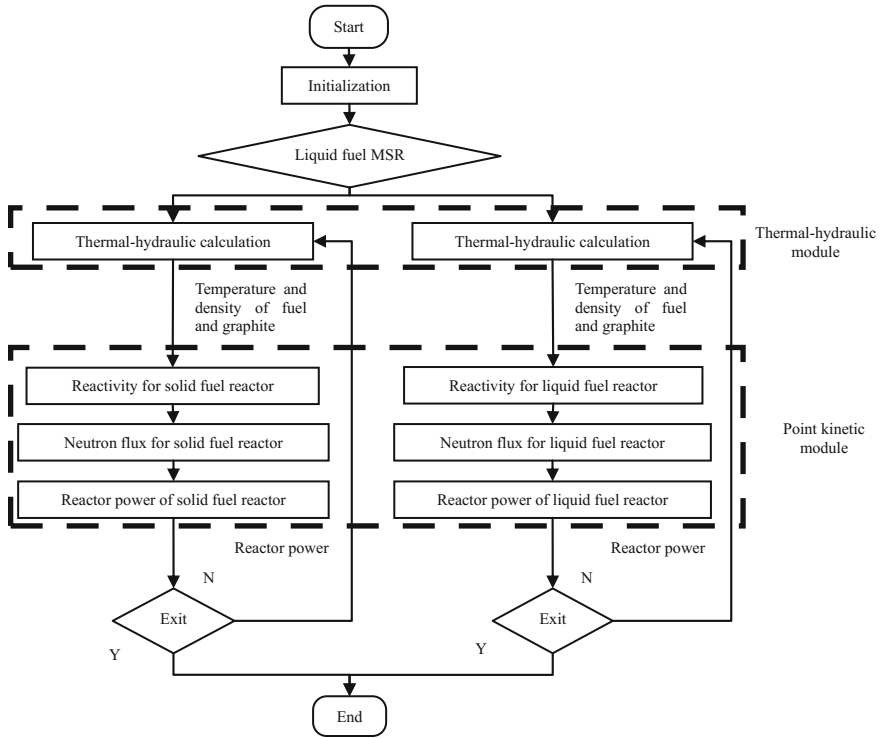 Start
Initialization
Liquid fuel MSR
Thermal-hydraulic calculation
Thermal-hydraulic calculation
Thermal-hydraulic
module
Temperature and
density of fuel
and graphite
Temperature and
density of fuel
and graphite
Reactivity for solid fuel reactor
Reactivity for liquid fuel reactor
Neutron flux for solid fuel reactor
Neutron flux for liquid fuel reactor
Point kinetic
module
Reactor power of solid fuel reactor
Reactor power of liquid fuel reactor
Reactor power
Reactor power
N
N
Exit
Exit
Y
Y
End